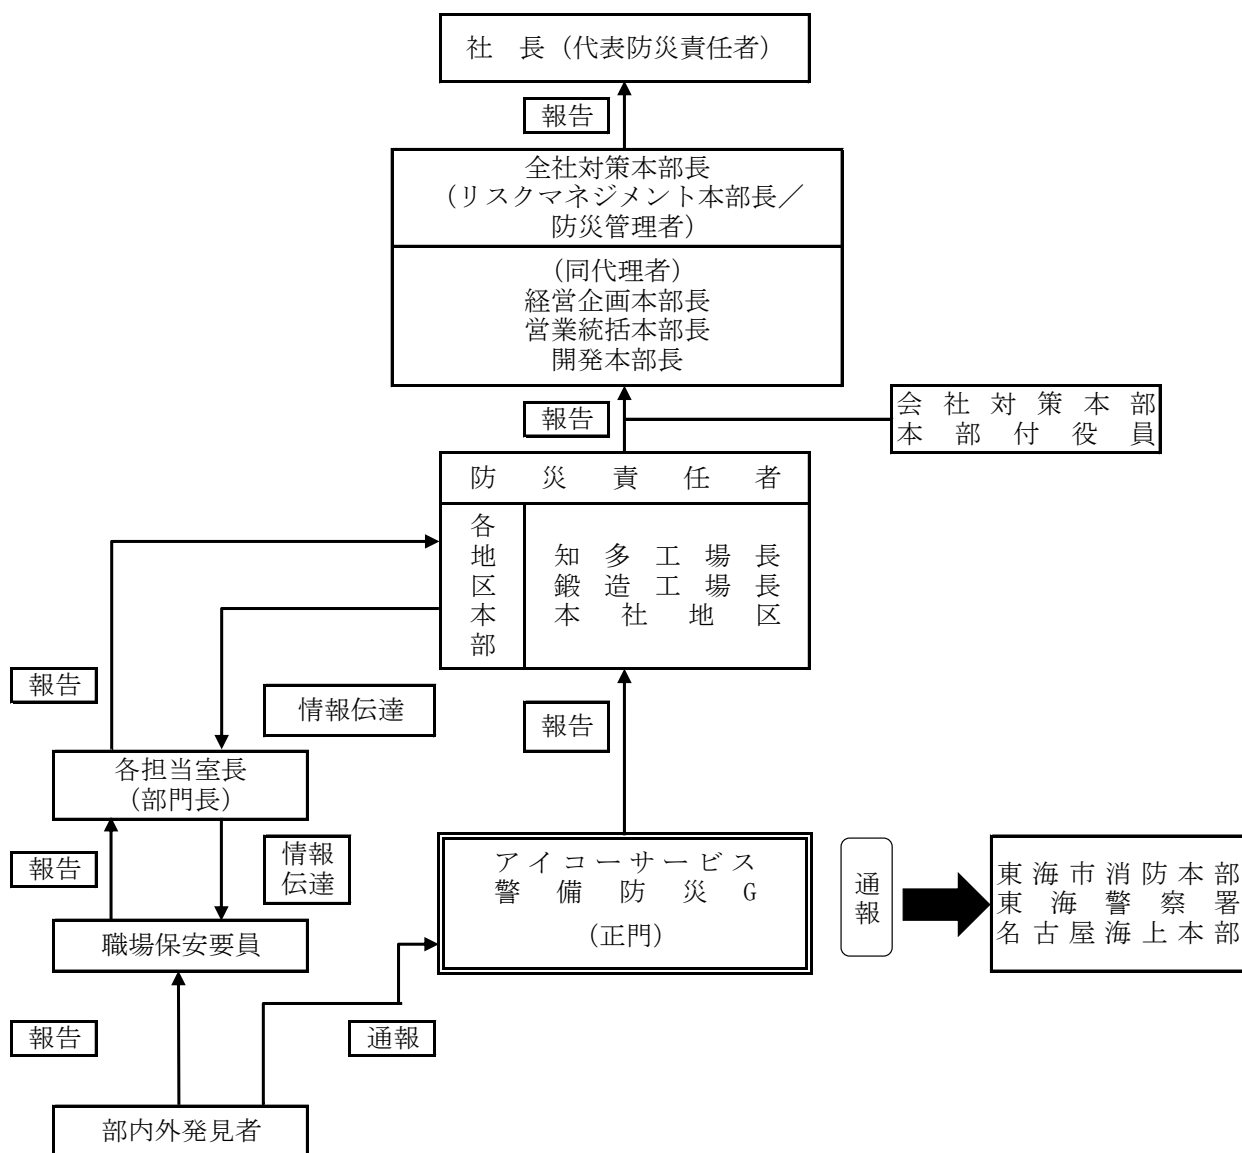 社 長（代表防災責任者）
報告
全社対策本部長
（リスクマネジメント本部長／
防災管理者）
（同代理者）
経営企画本部長
営業統括本部長
開発本部長
報告
会社対策本部
本部付役員
防災責任者
各地区本部
知多工場長
鍛造工場長
本社地区
報告
情報伝達
報告
各担当室長
（部門長）
報告
情報
伝達
アイコーサービス
警備防災G
（正門）
通報
東海市消防本部
東海警察署
名古屋海上本部
職場保安要員
報告
通報
部内外発見者